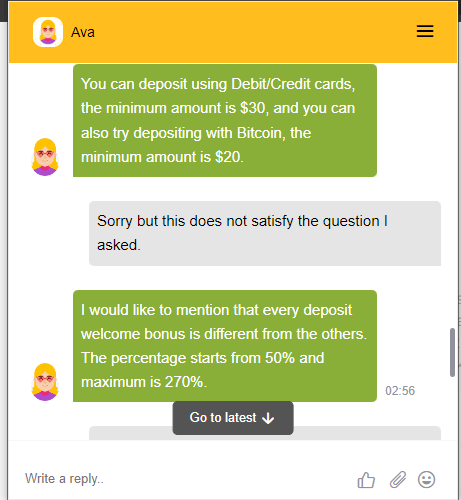 Ava
You can deposit using Debit/Credit cards,
the minimum amount is $30, and you can
also try depositing with Bitcoin, the
minimum amount is $20.
Sorry but this does not satisfy the question I
asked.
I would like to mention that every deposit
welcome bonus is different from the others.
The percentage starts from 50% and
maximum is 270%.
02:56
Go to latest
Write a reply..